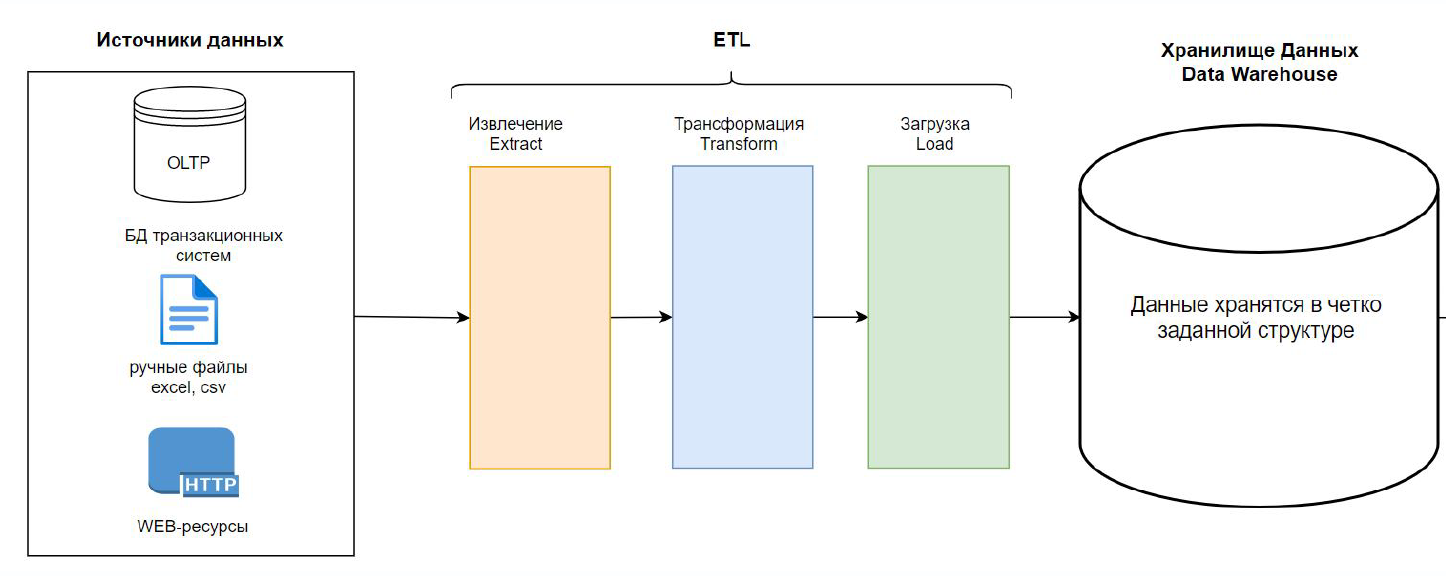 Источники данных
OLTP
БД транзакционных
систем
ручные файлы
excel, csv
HTTP
WEB-ресурсы
ETL
Извлечение
Extract
Трансформация
Transform
Загрузка
Load
Хранилище Данных
Data Warehouse
Данные хранятся в четко
заданной структуре